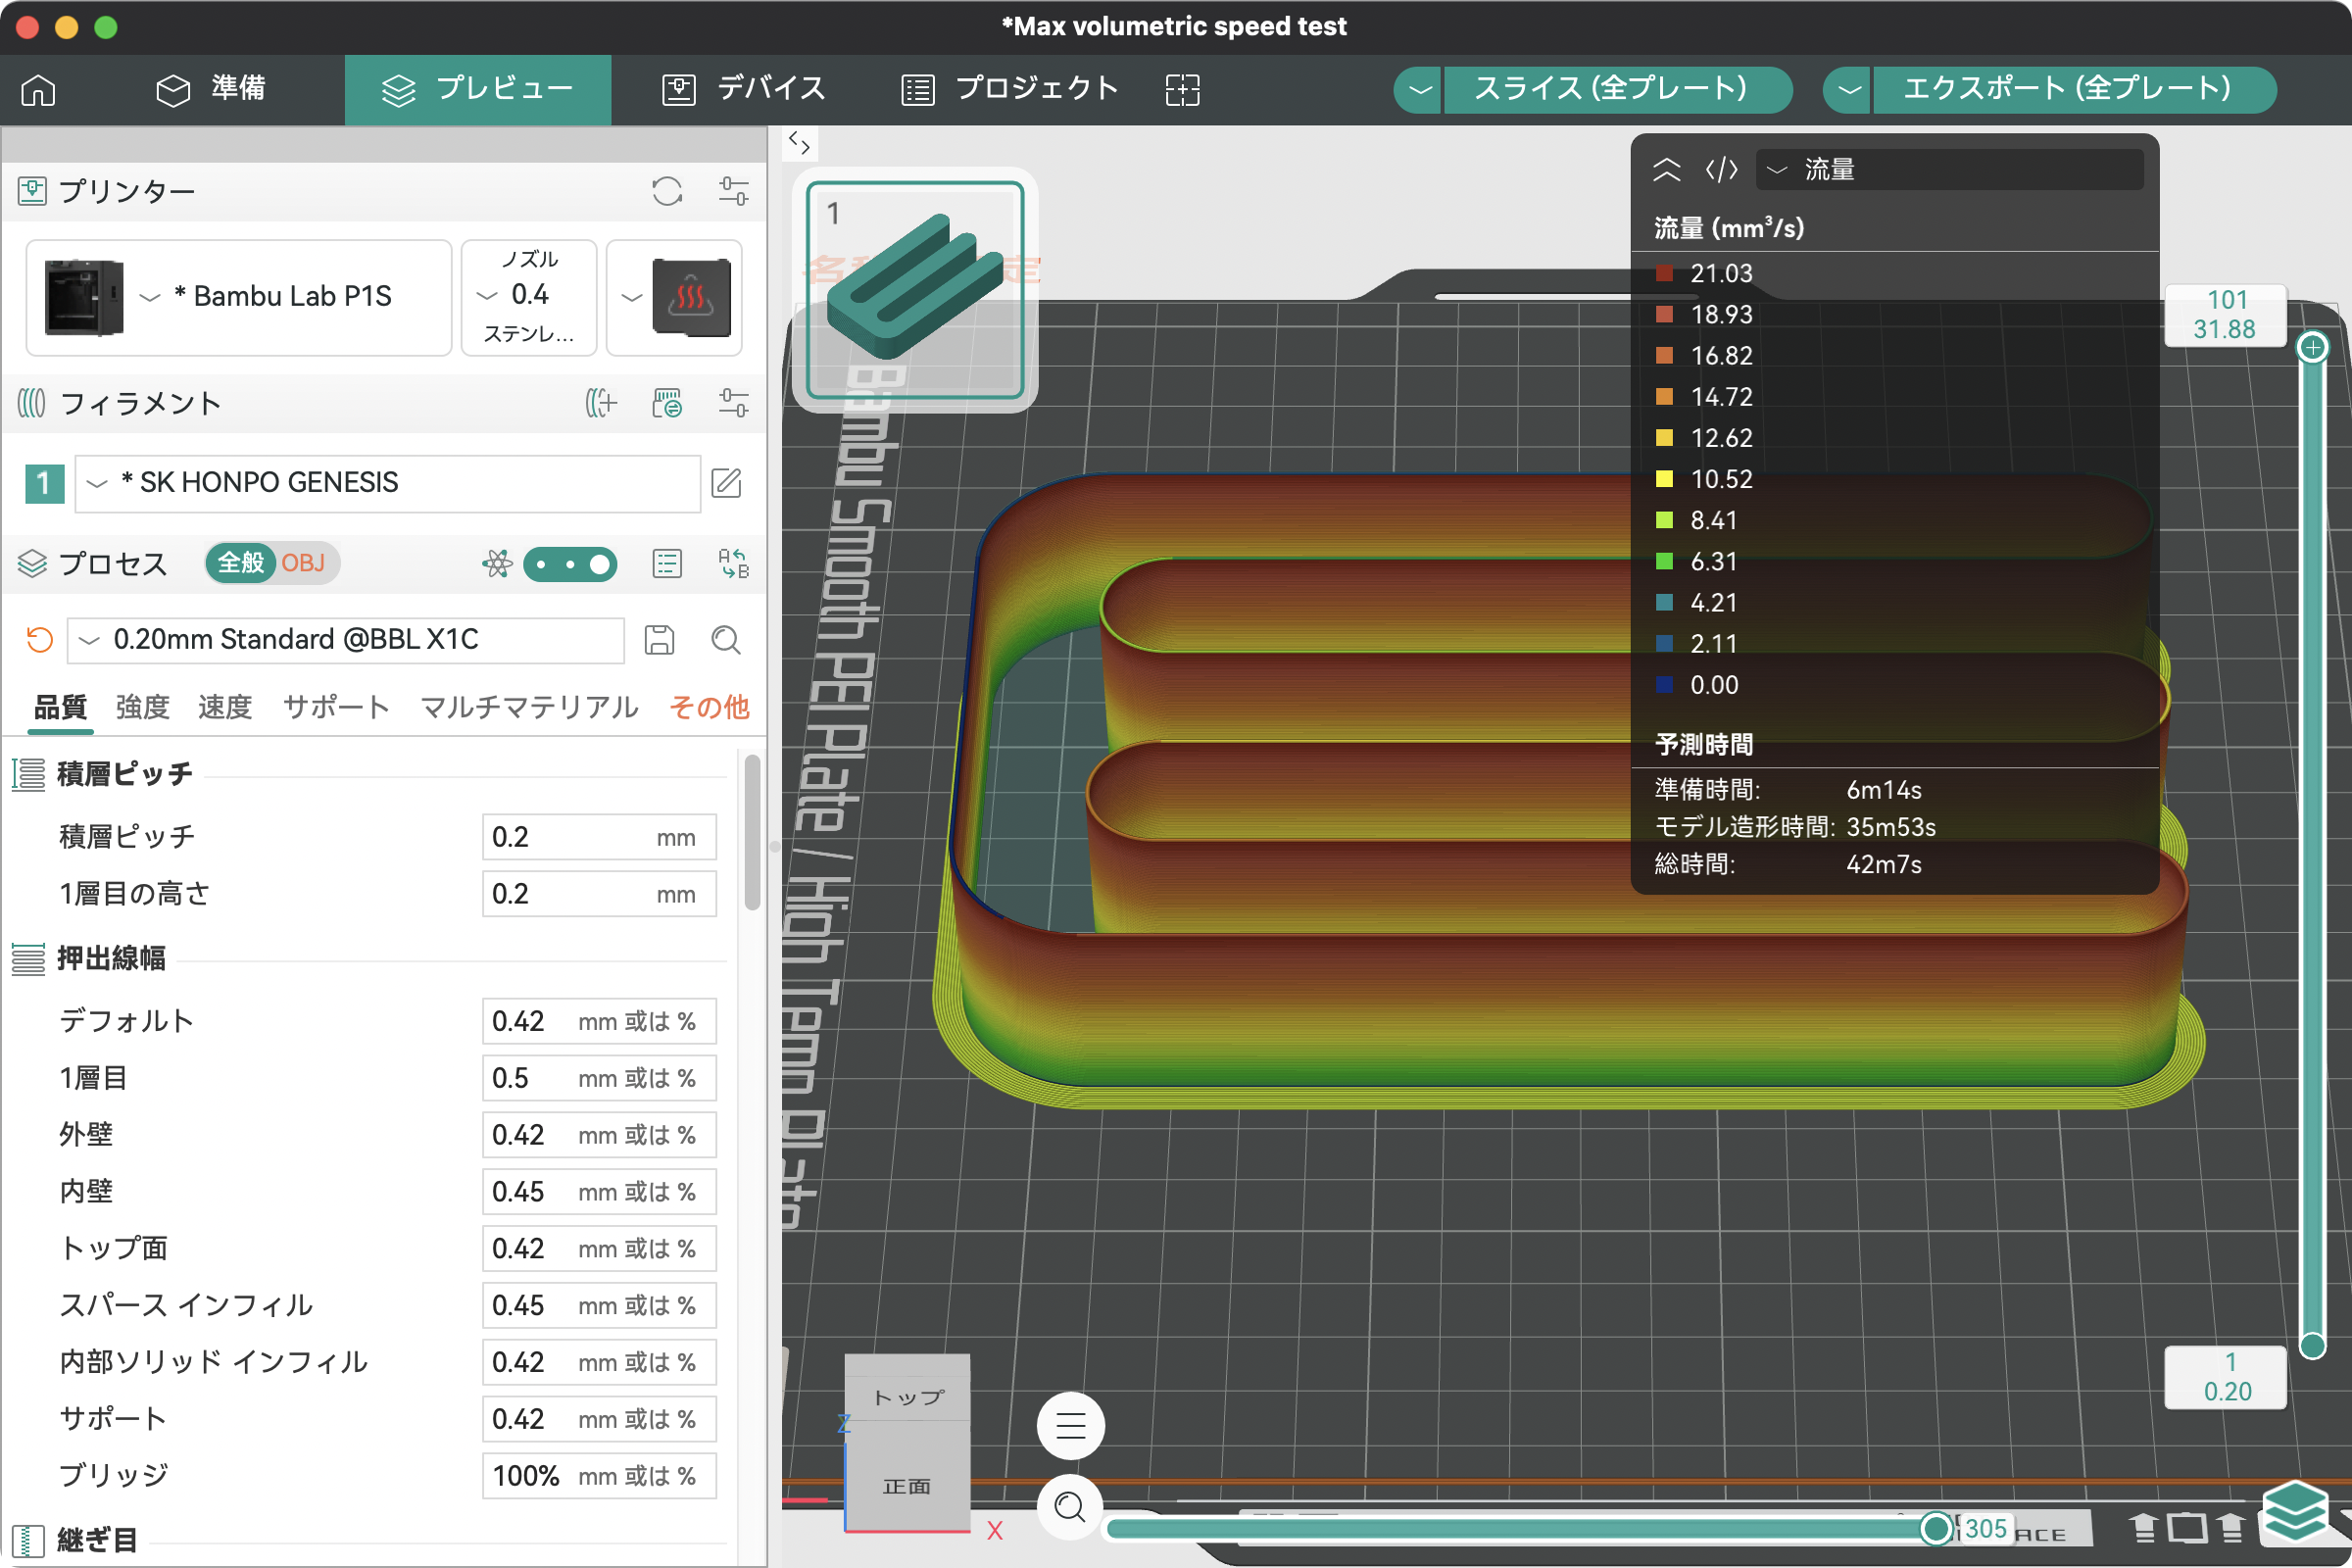 *Max volumetric speed test
準備
プレビュー
デバイス
プロジェクト
スライス (全プレート)
エクスポート (全プレート)
プリンター
* Bambu Lab P1S
ノズル
0.4
ステンレ...
フィラメント
1
* SK HONPO GENESIS
プロセス
全般
OBJ
A
B
0.20mm Standard @BBL X1C
品質
強度
速度
サポート
マルチマテリアル
その他
積層ピッチ
積層ピッチ 0.2 mm
1層目の高さ 0.2 mm
押出線幅
デフォルト 0.42 mm 或は %
1層目 0.5 mm 或は %
外壁 0.42 mm 或は %
内壁 0.45 mm 或は %
トップ面 0.42 mm 或は %
スパース インフィル 0.45 mm 或は %
内部ソリッド インフィル 0.42 mm 或は %
サポート 0.42 mm 或は %
ブリッジ 100% mm 或は %
継ぎ目
1
Bambu Smooth PEI Plate / High Temp Plate
流量
流量 (mm³/s)
21.03
18.93
16.82
14.72
12.62
10.52
8.41
6.31
4.21
2.11
0.00
予測時間
準備時間: 6m14s
モデル造形時間: 35m53s
総時間: 42m7s
101
31.88
1
0.20
トップ
正面
Z
X
305